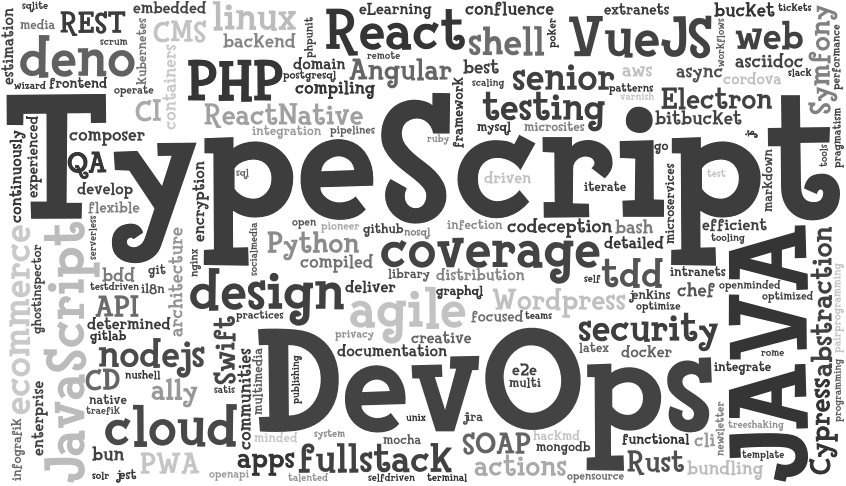 sqlite
embedded
linux
eLearning
confluence
extranets
bucket
tickets
media
REST
CMS
React
poker
VueJS
workflows
web
Symfony
performance
estimation
scrum
kubernetes
backend
phpunit
remote
shell
deno
containers
PHP
domain
postgresql
Angular
best
senior
aws
async
asciidoc
slack
wizard
frontend
operate
compiling
scaling
patterns
cordova
CI
ReactNative
framework
testing
varnish
Electron
bitbucket
continuously
experienced
composer
integration
pipelines
ruby
mysql
microsites
go
tools
pragmatism
TypeScript
QA
sql
driven
iterate
test
markdown
develop
encryption
microservices
flexible
serverless
open
pioneer
github
nosql
infection
codeception
bash
efficient
tooling
ecommerce
JavaScript
architecture
nginx
socialmedia
Python
compiled
coverage
detailed
JAVA
abstraction
ghostinspector
bdd
git
library
distribution
self
tdd
intranets
testdriven
i18n
design
deliver
graphql
Wordpress
jenkins
chef
openminded
optimized
pairprogramming
API
practices
agile
focused
teams
optimize
determined
gitlab
Swift
privacy
creative
security
nodejs
documentation
latex
docker
rome
CD
nushell
satis
communities
multimedia
publishing
DevOps
e2e
multi
integrate
Cypress
programming
enterprise
native
traefik
a11y
cloud
unix
jira
newsletter
treeshaking
infografik
minded
system
mocha
SOAP
hackmd
mongodb
functional
cli
template
bun
PWA
apps
fullstack
actions
Rust
bundling
solr
jest
openapi
talented
selfdriven
terminal
opensource